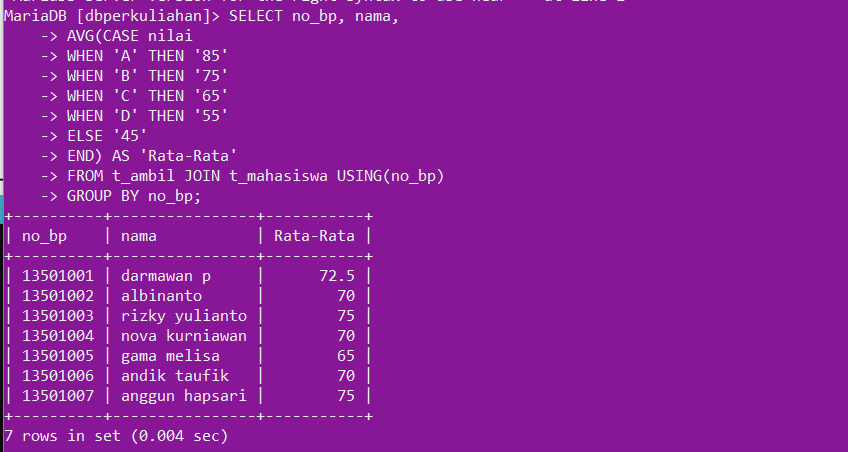 MariaDB [dbperkuliahan]> SELECT no_bp, nama,
    -> AVG(CASE nilai
    -> WHEN 'A' THEN '85'
    -> WHEN 'B' THEN '75'
    -> WHEN 'C' THEN '65'
    -> WHEN 'D' THEN '55'
    -> ELSE '45'
    -> END) AS 'Rata-Rata'
    -> FROM t_ambil JOIN t_mahasiswa USING(no_bp)
    -> GROUP BY no_bp;
+----------+----------------+-----------+
| no_bp    | nama           | Rata-Rata |
+----------+----------------+-----------+
| 13501001 | darmawan p     |      72.5 |
| 13501002 | albinanto      |        70 |
| 13501003 | rizky yulianto |        75 |
| 13501004 | nova kurniawan |        70 |
| 13501005 | gama melisa    |        65 |
| 13501006 | andik taufik   |        70 |
| 13501007 | anggun hapsari |        75 |
+----------+----------------+-----------+
7 rows in set (0.004 sec)